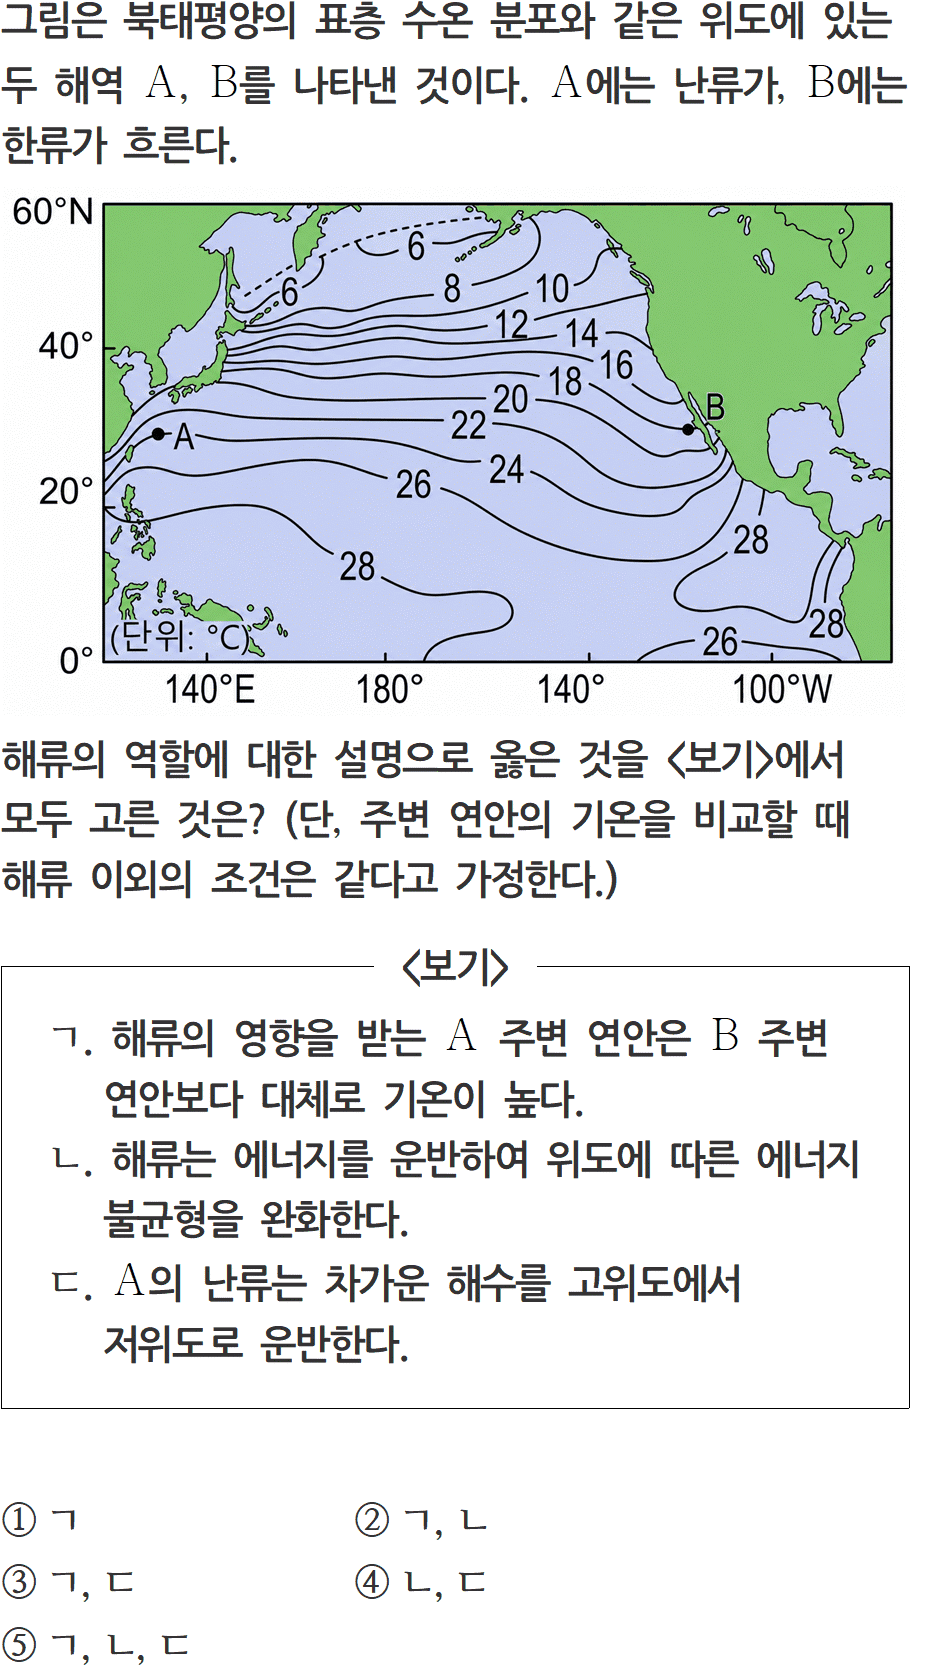 그림은 북태평양의 표층 수온 분포와 같은 위도에 있는
두 해역 A, B를 나타낸 것이다. A에는 난류가, B에는
한류가 흐른다.
60°N
6
6
8
10
12
14
40°
16
18
B
20
22
A
24
26
20°
28
28
28
(단위: ℃)
26
0°
140°E 180° 140° 100°W
해류의 역할에 대한 설명으로 옳은 것을 <보기>에서
모두 고른 것은? (단, 주변 연안의 기온을 비교할 때
해류 이외의 조건은 같다고 가정한다.)
<보기>
ㄱ. 해류의 영향을 받는 A 주변 연안은 B 주변
연안보다 대체로 기온이 높다.
ㄴ. 해류는 에너지를 운반하여 위도에 따른 에너지
불균형을 완화한다.
ㄷ. A의 난류는 차가운 해수를 고위도에서
저위도로 운반한다.
① ㄱ ② ㄱ, ㄴ
③ ㄱ, ㄷ ④ ㄴ, ㄷ
⑤ ㄱ, ㄴ, ㄷ